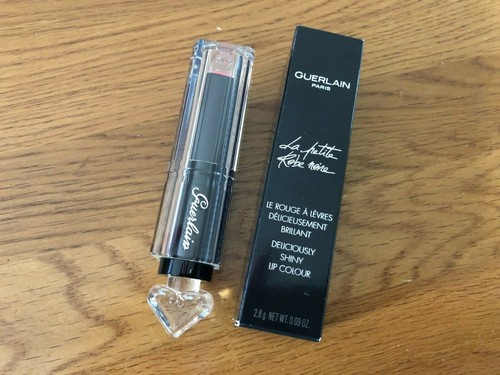 Guerlain
GUERLAIN
PARIS
La petite
Robe noire
LE ROUGE À LÈVRES
DÉLICIEUSEMENT
BRILLANT
DELICIOUSLY
SHINY
LIP COLOUR
2.8g NET WT. 0.09 OZ.